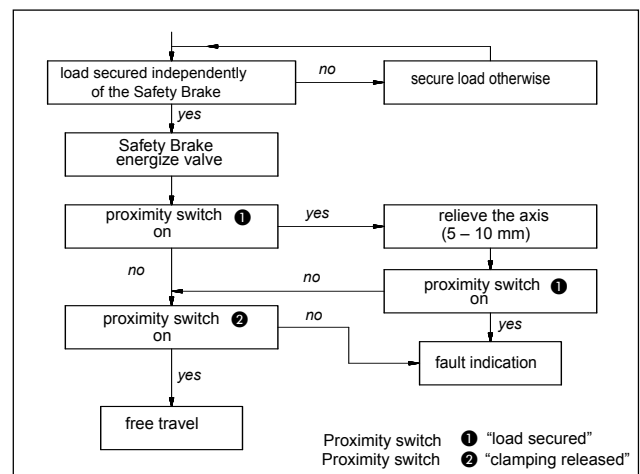 load secured independently
of the Safety Brake
no
secure load otherwise
yes
Safety Brake
energize valve
proximity switch ❶
on
yes
relieve the axis
(5 – 10 mm)
no
no
proximity switch ❶
on
proximity switch ❷
on
no
yes
fault indication
yes
free travel
Proximity switch ❶ “load secured”
Proximity switch ❷ “clamping released”